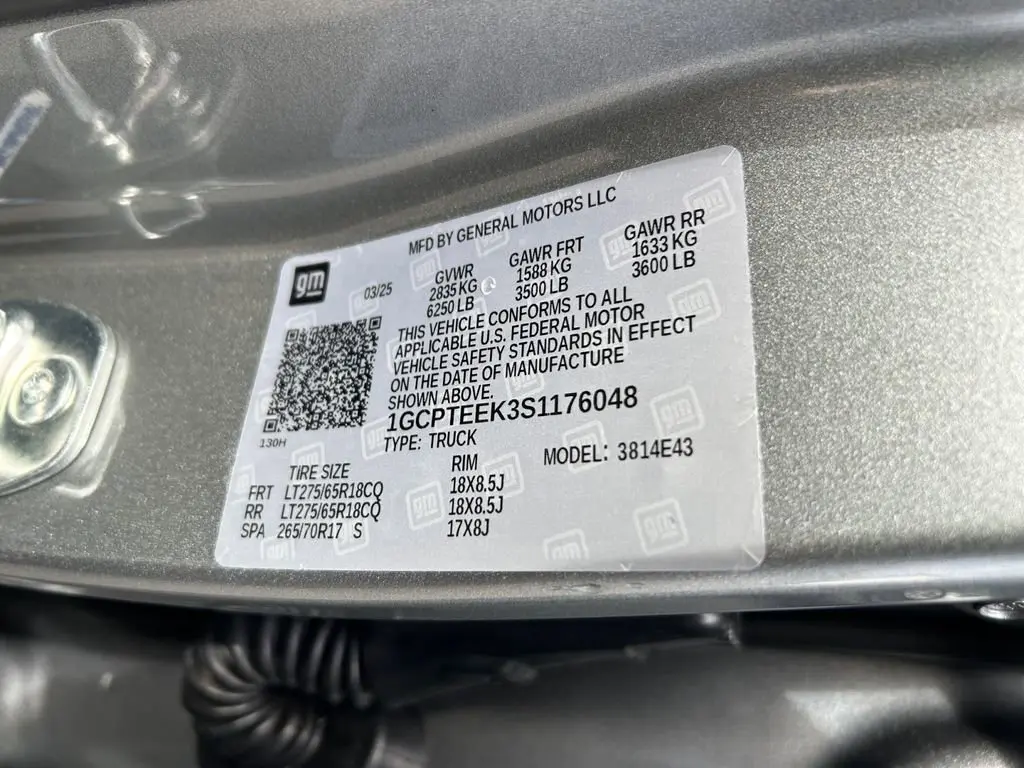 MFD BY GENERAL MOTORS LLC
gm 03/25 GVWR GAWR FRT GAWR RR
2835 KG 1588 KG 1633 KG
6250 LB 3500 LB 3600 LB
THIS VEHICLE CONFORMS TO ALL
APPLICABLE U.S. FEDERAL MOTOR
VEHICLE SAFETY STANDARDS IN EFFECT
ON THE DATE OF MANUFACTURE
SHOWN ABOVE.
1GCPTEEK3S1176048
130H
TYPE: TRUCK MODEL: 3814E43
TIRE SIZE RIM
FRT LT275/65R18CQ 18X8.5J
RR LT275/65R18CQ 18X8.5J
SPA 265/70R17 S 17X8J